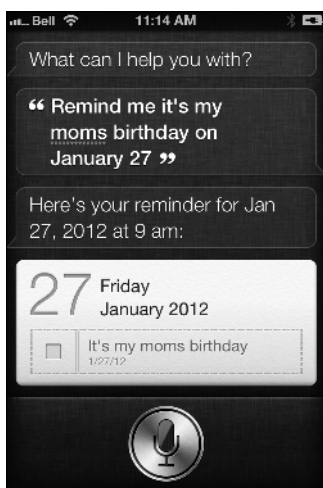 Bell 11:14 AM
What can I help you with?
“ Remind me it's my
moms birthday on
January 27 ”
Here's your reminder for Jan
27, 2012 at 9 am:
27 Friday
January 2012
It's my moms birthday
1/27/12